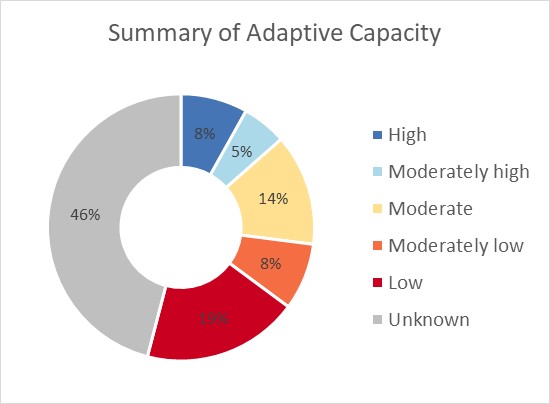 Summary of Adaptive Capacity
8%
5%
14%
8%
19%
46%
High
Moderately high
Moderate
Moderately low
Low
Unknown